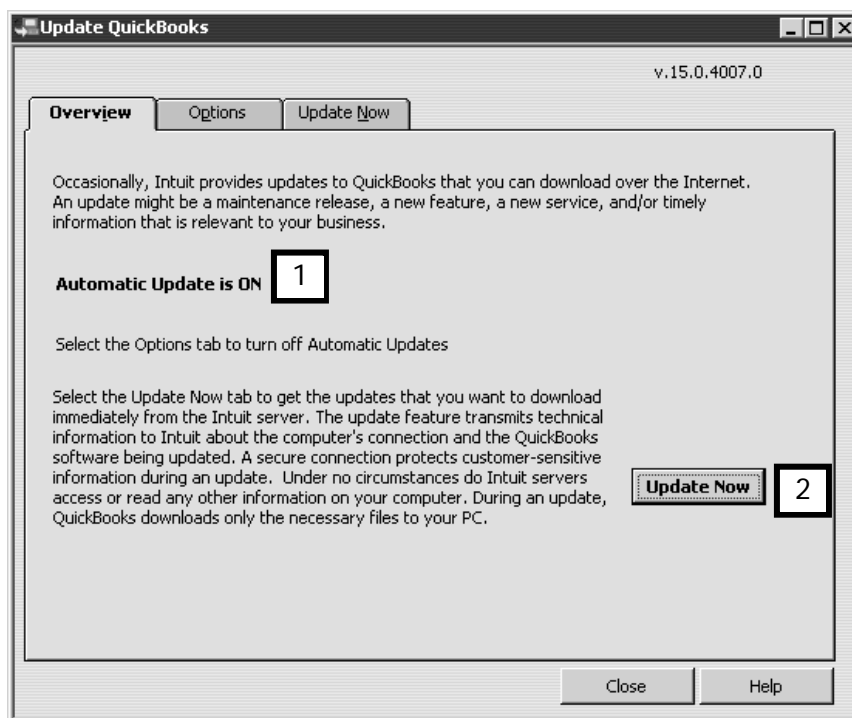 Update QuickBooks
v.15.0.4007.0
Overview Options Update Now
Occasionally, Intuit provides updates to QuickBooks that you can download over the Internet.
An update might be a maintenance release, a new feature, a new service, and/or timely
information that is relevant to your business.
Automatic Update is ON 1
Select the Options tab to turn off Automatic Updates
Select the Update Now tab to get the updates that you want to download
immediately from the Intuit server. The update feature transmits technical
information to Intuit about the computer's connection and the QuickBooks
software being updated. A secure connection protects customer-sensitive
information during an update.  Under no circumstances do Intuit servers
access or read any other information on your computer. During an update,
QuickBooks downloads only the necessary files to your PC.
Update Now 2
Close Help